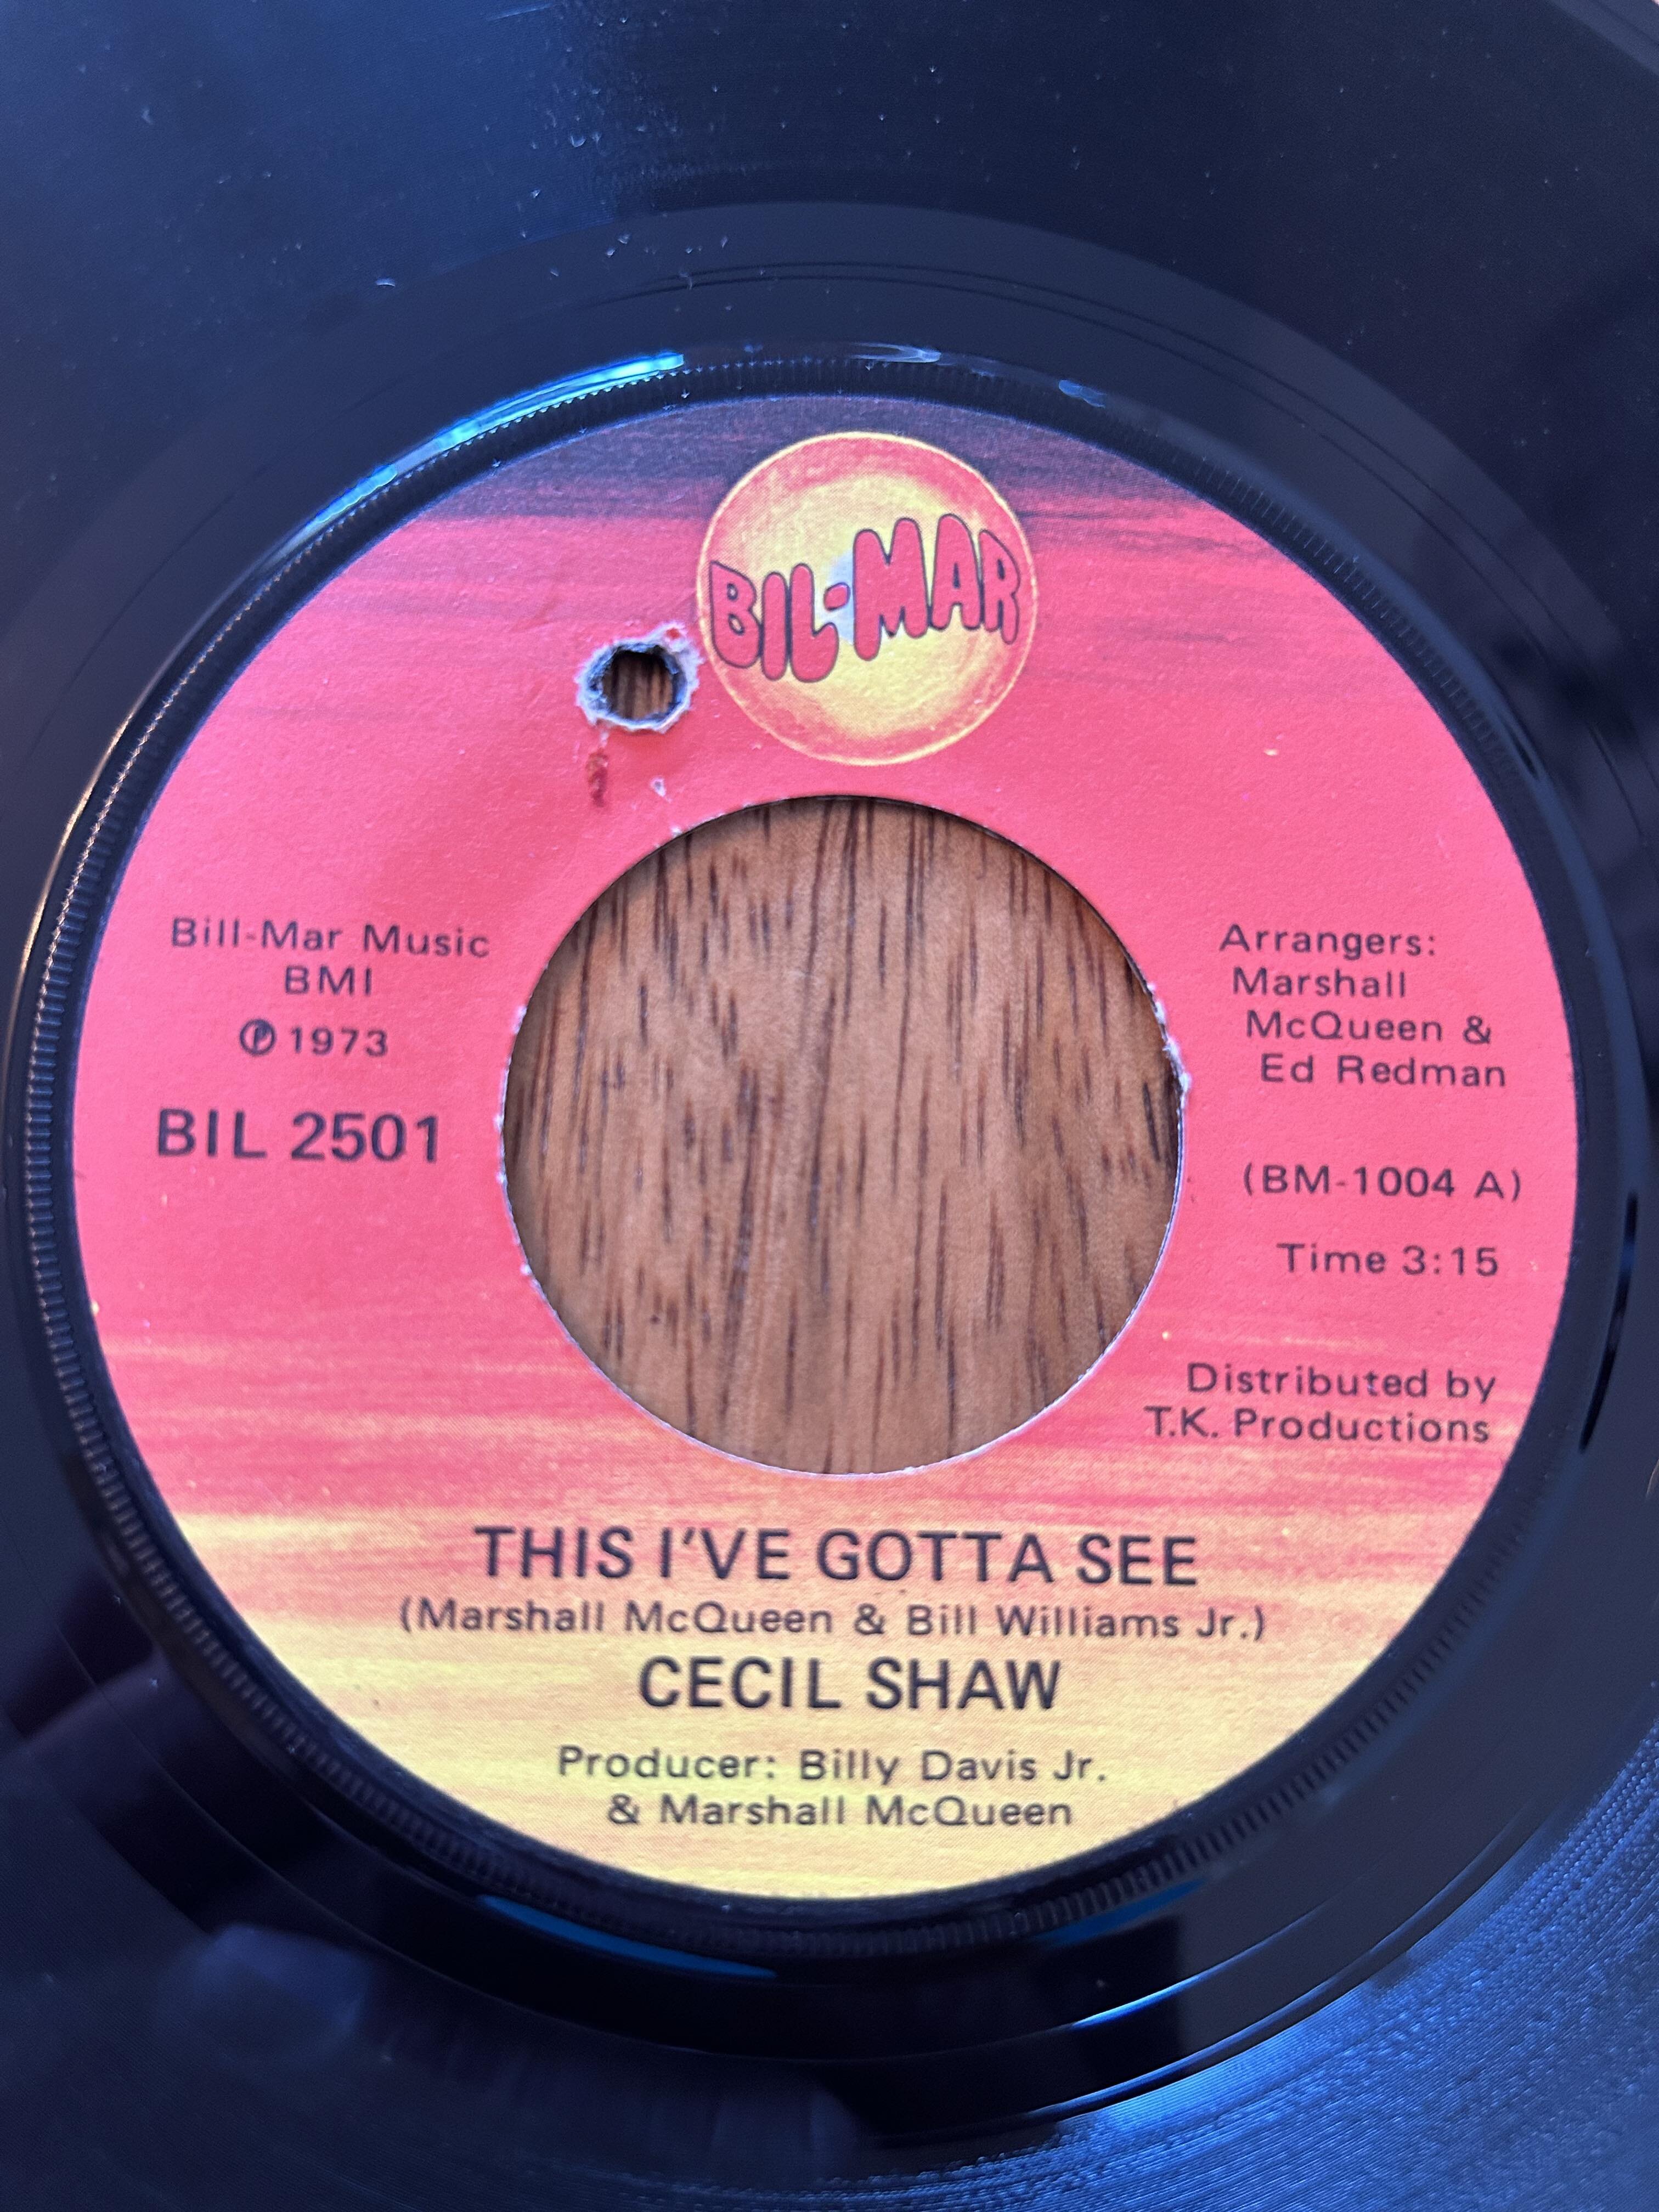 BIL-MAR
Bill-Mar Music
BMI
℗ 1973
BIL 2501
Arrangers:
Marshall
McQueen &
Ed Redman
(BM-1004 A)
Time 3:15
Distributed by
T.K. Productions
THIS I'VE GOTTA SEE
(Marshall McQueen & Bill Williams Jr.)
CECIL SHAW
Producer: Billy Davis Jr.
& Marshall McQueen